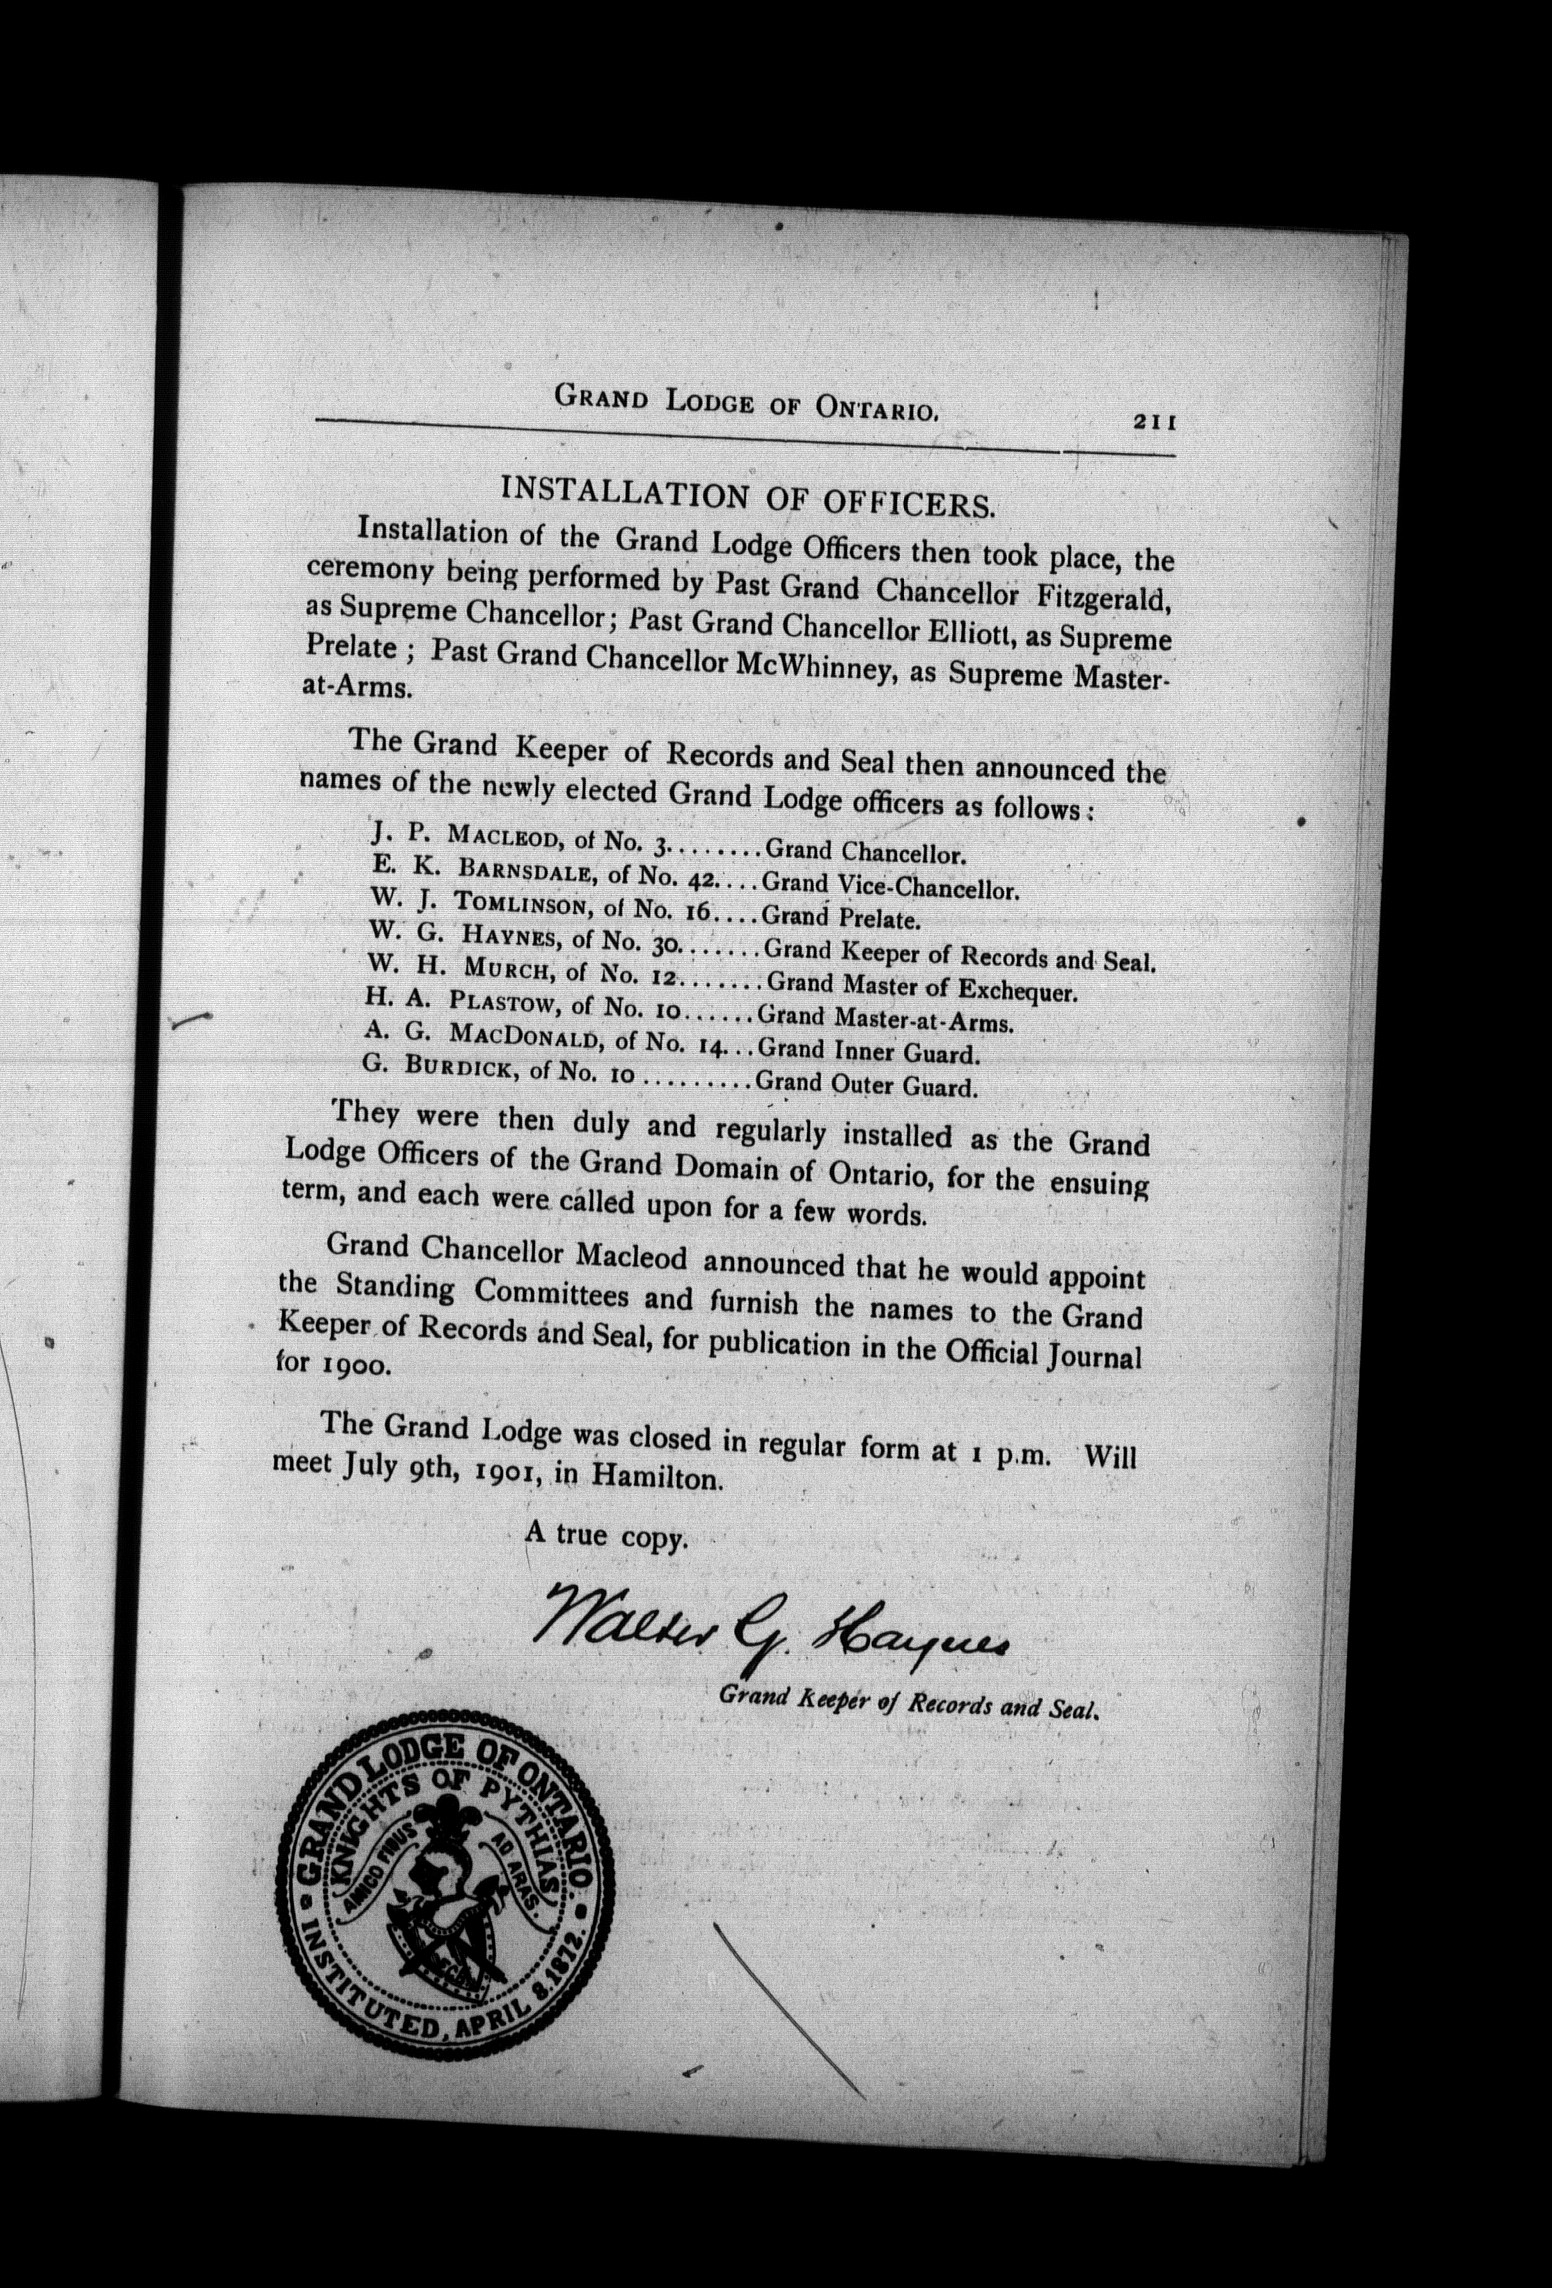 GRAND LODGE OF ONTARIO. 211
INSTALLATION OF OFFICERS.
Installation of the Grand Lodge Officers then took place, the
ceremony being performed by Past Grand Chancellor Fitzgerald,
as Supreme Chancellor; Past Grand Chancellor Elliott, as Supreme
Prelate ; Past Grand Chancellor McWhinney, as Supreme Master-
at-Arms.
The Grand Keeper of Records and Seal then announced the
names of the newly elected Grand Lodge officers as follows :
J. P. MACLEOD, of No. 3........Grand Chancellor.
E. K. BARNSDALE, of No. 42....Grand Vice-Chancellor.
W. J. TOMLINSON, of No. 16....Grand Prelate.
W. G. HAYNES, of No. 30.......Grand Keeper of Records and Seal.
W. H. MURCH, of No. 12.......Grand Master of Exchequer.
H. A. PLASTOW, of No. 10......Grand Master-at-Arms.
A. G. MACDONALD, of No. 14...Grand Inner Guard.
G. BURDICK, of No. 10 .........Grand Outer Guard.
They were then duly and regularly installed as the Grand
Lodge Officers of the Grand Domain of Ontario, for the ensuing
term, and each were called upon for a few words.
Grand Chancellor Macleod announced that he would appoint
the Standing Committees and furnish the names to the Grand
Keeper of Records and Seal, for publication in the Official Journal
for 1900.
The Grand Lodge was closed in regular form at 1 p.m. Will
meet July 9th, 1901, in Hamilton.
A true copy.
Walter G. Haynes
Grand Keeper of Records and Seal.
GRAND LODGE OF ONTARIO.
KNIGHTS OF PYTHIAS
AMICO FIDUS
AD ARAS.
INSTITUTED, APRIL 8. 1872.